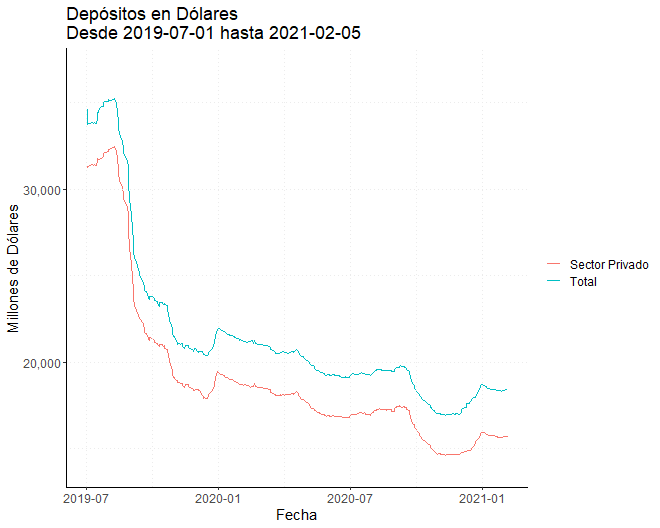 Depósitos en Dólares
Desde 2019-07-01 hasta 2021-02-05
Millones de Dólares
30,000
20,000
2019-07
2020-01
2020-07
2021-01
Fecha
Sector Privado
Total